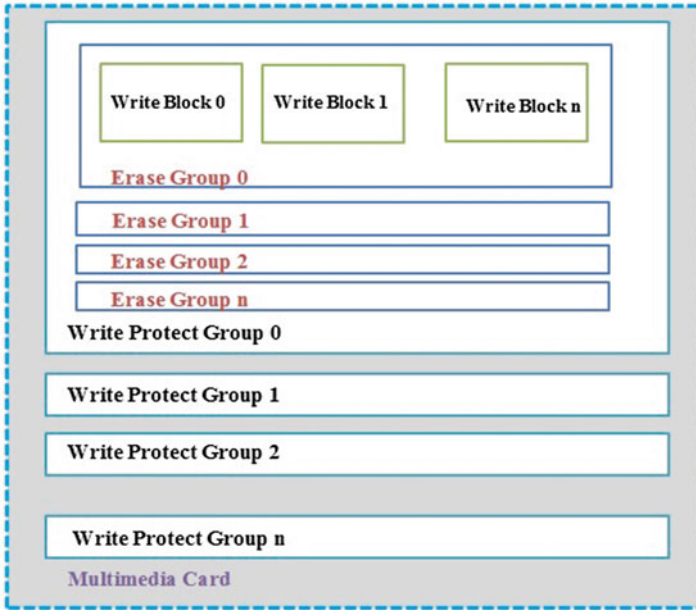 Write Block 0
Write Block 1
Write Block n
Erase Group 0
Erase Group 1
Erase Group 2
Erase Group n
Write Protect Group 0
Write Protect Group 1
Write Protect Group 2
Write Protect Group n
Multimedia Card